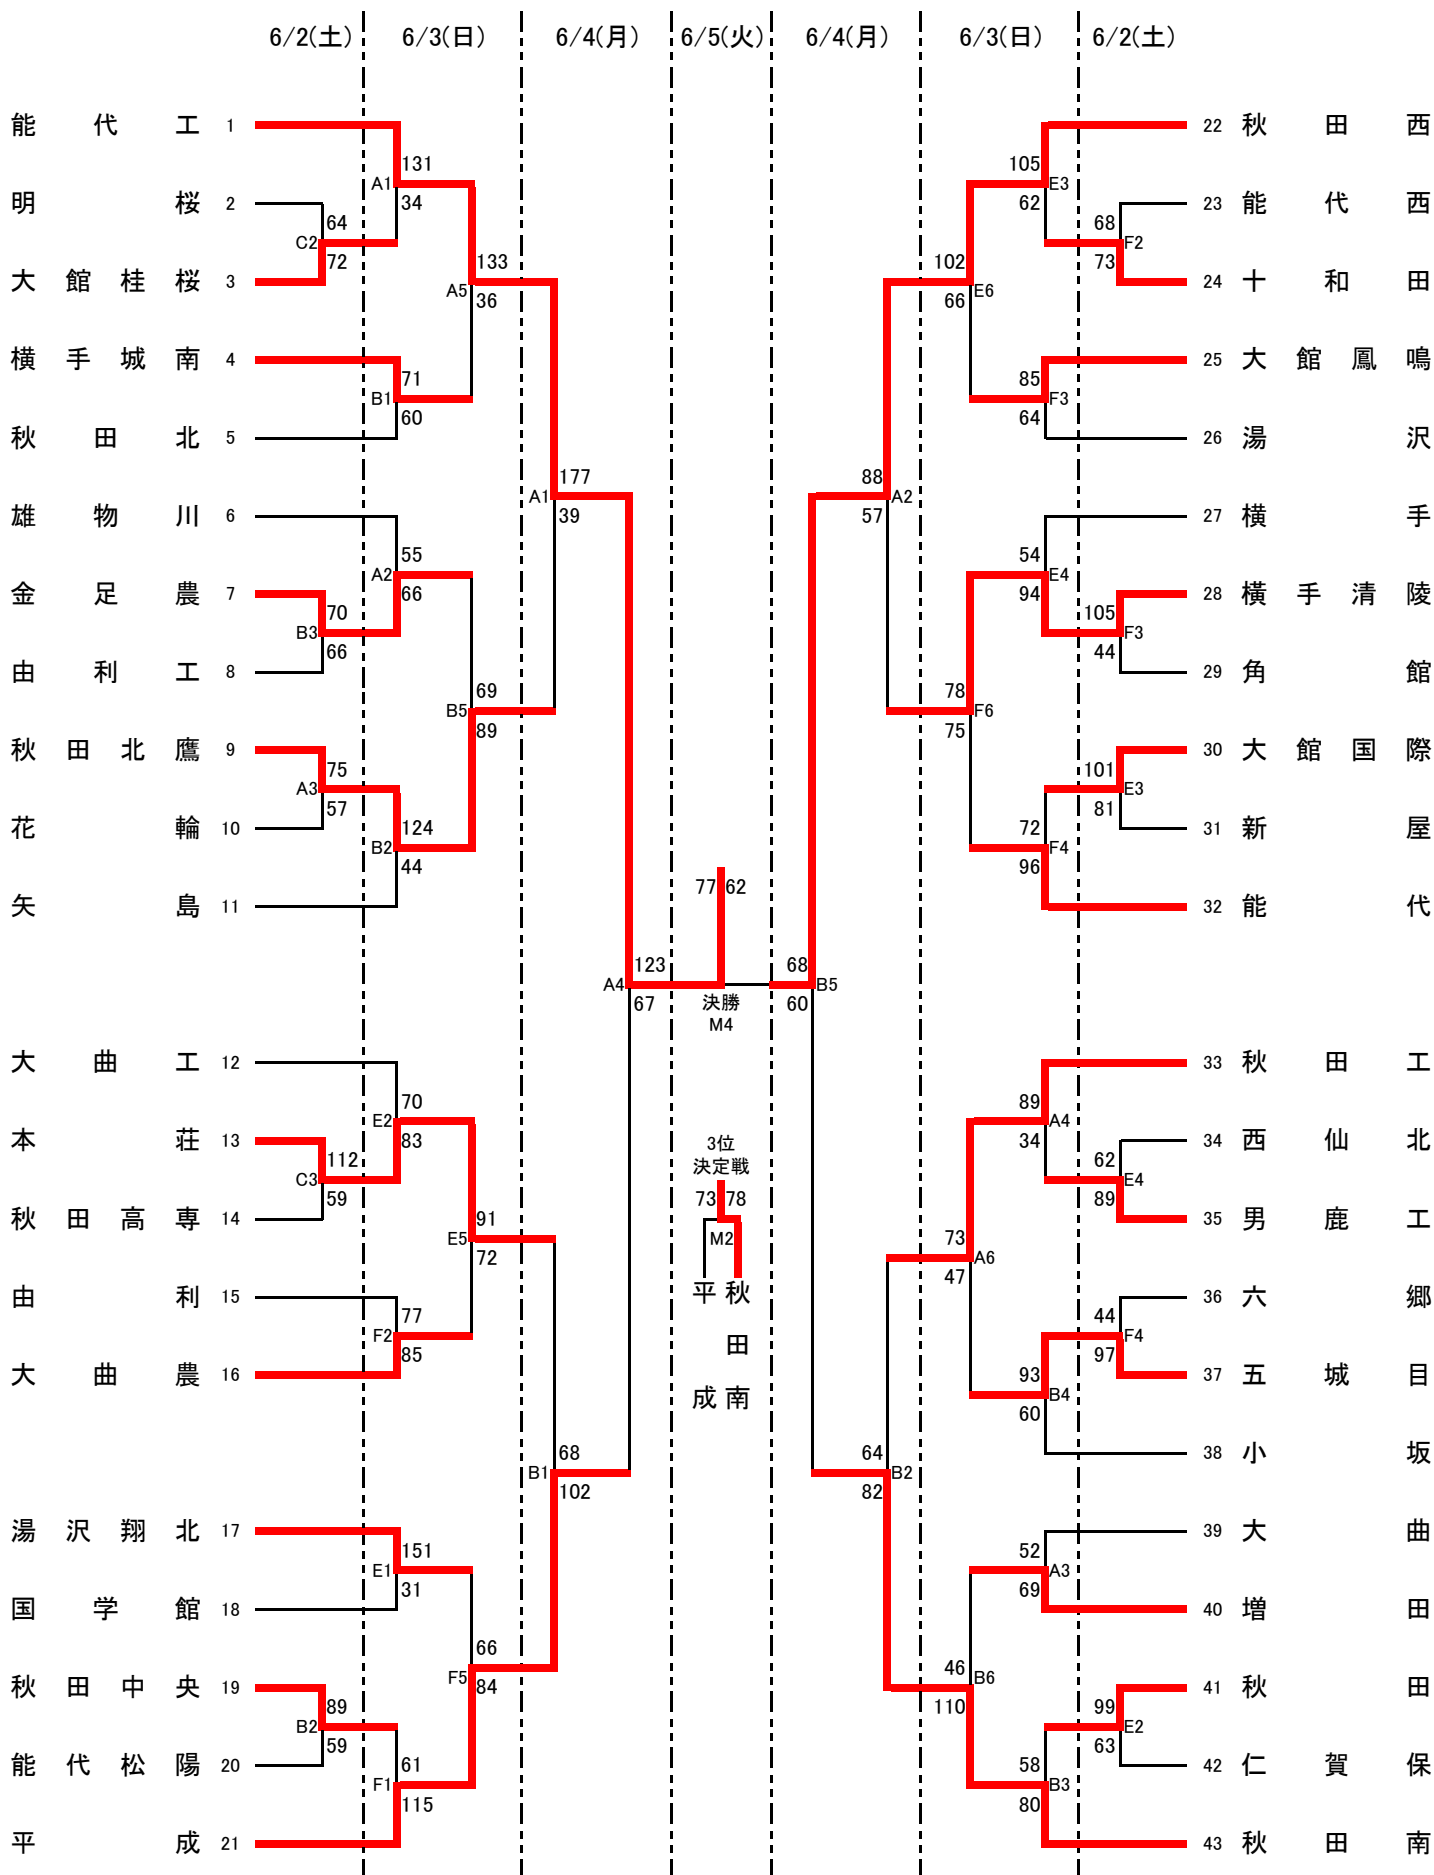 6/2(土) 6/3(日) 6/4(月) 6/5(火) 6/4(月) 6/3(日) 6/2(土)
能代工 1
明桜 2
大館桂桜 3
横手城南 4
秋田北 5
雄物川 6
金足農 7
由利工 8
秋田北鷹 9
花輪 10
矢島 11
大曲工 12
本荘 13
秋田高専 14
由利 15
大曲農 16
湯沢翔北 17
国学館 18
秋田中央 19
能代松陽 20
平成 21
C2 64 72
B3 70 66
A3 75 57
C3 112 59
B2 89 59
A1 131 34
B1 71 60
A2 55 66
B2 124 44
E2 70 83
F2 77 85
E1 151 31
F1 61 115
A5 133 36
B5 69 89
E5 91 72
F5 66 84
A1 177 39
B1 68 102
A4 123 67
77 62
決勝
M4
3位
決定戦
73 78
M2
平成
秋田南
68 60 B5
88 57 A2
64 82 B2
102 66 E6
78 75 F6
73 47 A6
46 110 B6
105 62 E3
85 64 F3
54 94 E4
72 96 F4
89 34 A4
93 60 B4
52 69 A3
58 80 B3
68 73 F2
105 44 F3
101 81 E3
62 89 E4
44 97 F4
99 63 E2
22 秋田西
23 能代西
24 十和田
25 大館鳳鳴
26 湯沢
27 横手
28 横手清陵
29 角館
30 大館国際
31 新屋
32 能代
33 秋田工
34 西仙北
35 男鹿工
36 六郷
37 五城目
38 小坂
39 大曲
40 増田
41 秋田
42 仁賀保
43 秋田南